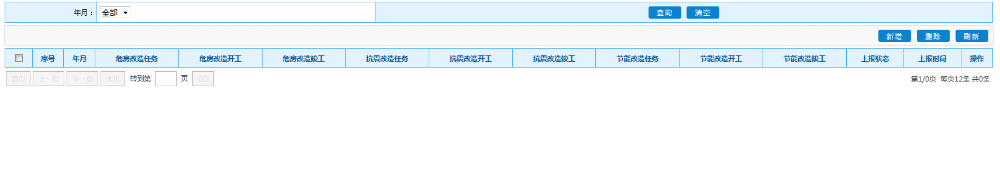 年月： 全部 查询 清空
新增 删除 刷新
序号 年月 危房改造任务 危房改造开工 危房改造竣工 抗震改造任务 抗震改造开工 抗震改造竣工 节能改造任务 节能改造开工 节能改造竣工 上报状态 上报时间 操作
首页 上一页 下一页 末页 转到第 页 GO 第1/0页 每页12条 共0条